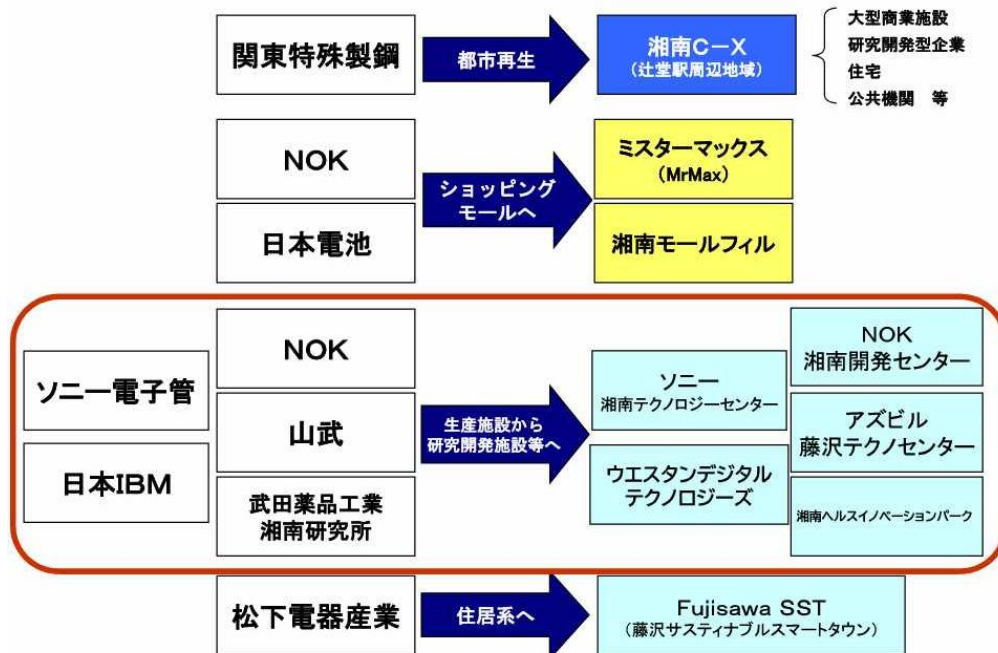 関東特殊製鋼
都市再生
湘南C－X
(辻堂駅周辺地域)
大型商業施設
研究開発型企業
住宅
公共機関　等
NOK
日本電池
ショッピング
モールへ
ミスターマックス
(MrMax)
湘南モールフィル
ソニー電子管
日本IBM
NOK
山武
武田薬品工業
湘南研究所
生産施設から
研究開発施設等へ
ソニー
湘南テクノロジーセンター
ウエスタンデジタル
テクノロジーズ
NOK
湘南開発センター
アズビル
藤沢テクノセンター
湘南ヘルスイノベーションパーク
松下電器産業
住居系へ
Fujisawa SST
(藤沢サスティナブルスマートタウン)